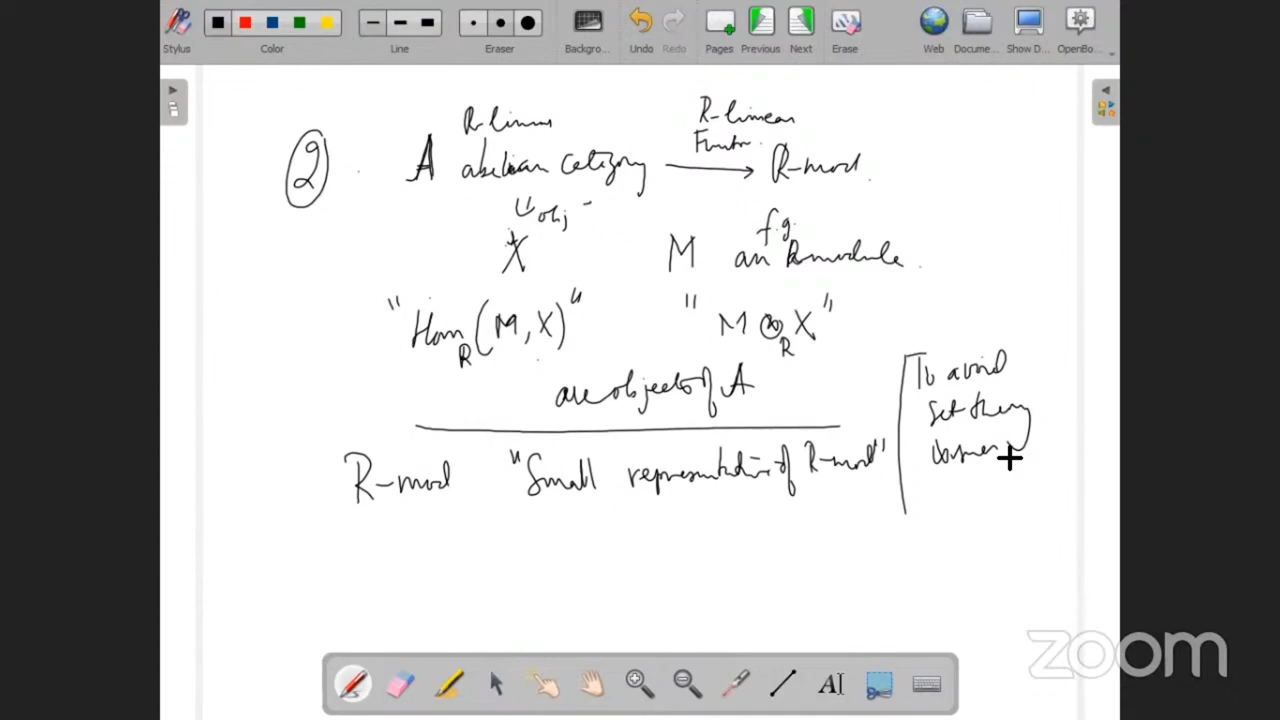 Stylus
Color
Line
Eraser
Backgro...
Undo
Redo
Pages
Previous
Next
Erase
Web
Docume...
Show D...
OpenBo...
R-linear
R-linear
Functor.
2
A abelian category → R-mod.
obj
X
M
f.g.
an R-module.
"Hom_R (M, X)"
"M ⊗_R X"
are objects of A
To avoid
set theory
R-mod
"Small representation of R-mod"
zoom